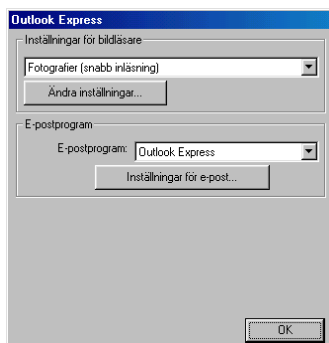 Outlook Express
Inställningar för bildläsare
Fotografier (snabb inläsning)
Ändra inställningar...
E-postprogram
E-postprogram: Outlook Express
Inställningar för e-post...
OK